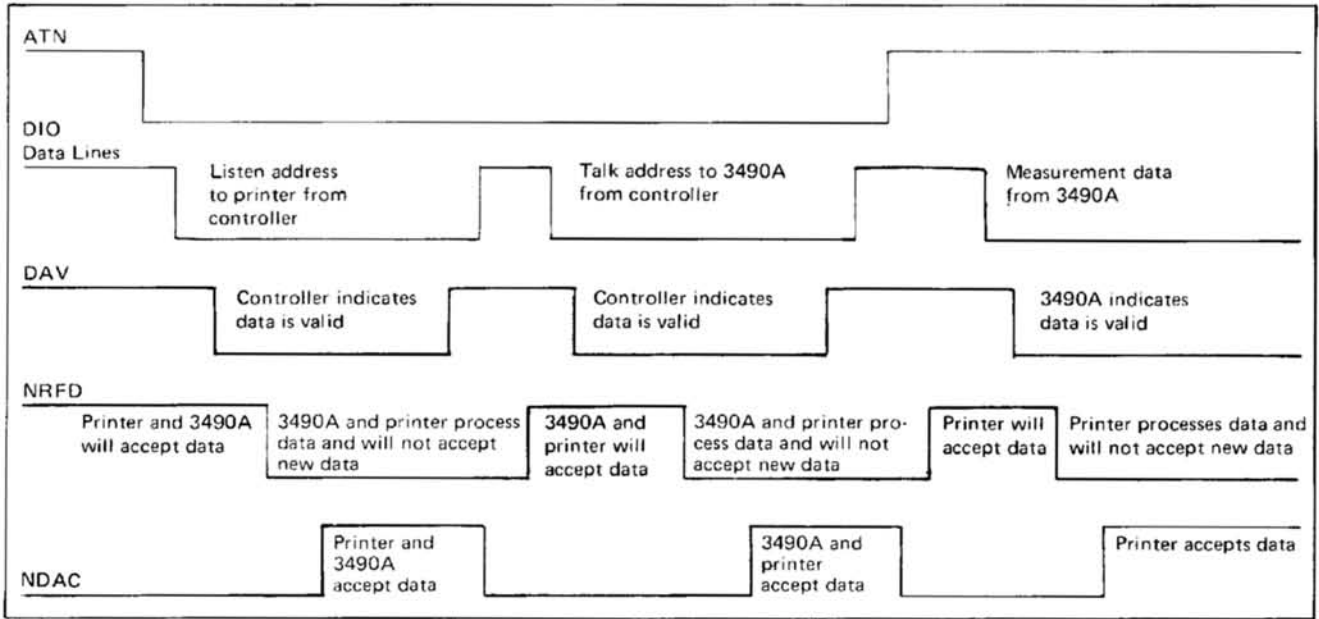 ATN
DIO
Data Lines
Listen address
to printer from
controller
Talk address to 3490A
from controller
Measurement data
from 3490A
DAV
Controller indicates
data is valid
Controller indicates
data is valid
3490A indicates
data is valid
NRFD
Printer and 3490A
will accept data
3490A and printer process
data and will not accept
new data
3490A and
printer will
accept data
3490A and printer pro-
cess data and will not
accept new data
Printer will
accept data
Printer processes data and
will not accept new data
NDAC
Printer and
3490A
accept data
3490A and
printer
accept data
Printer accepts data